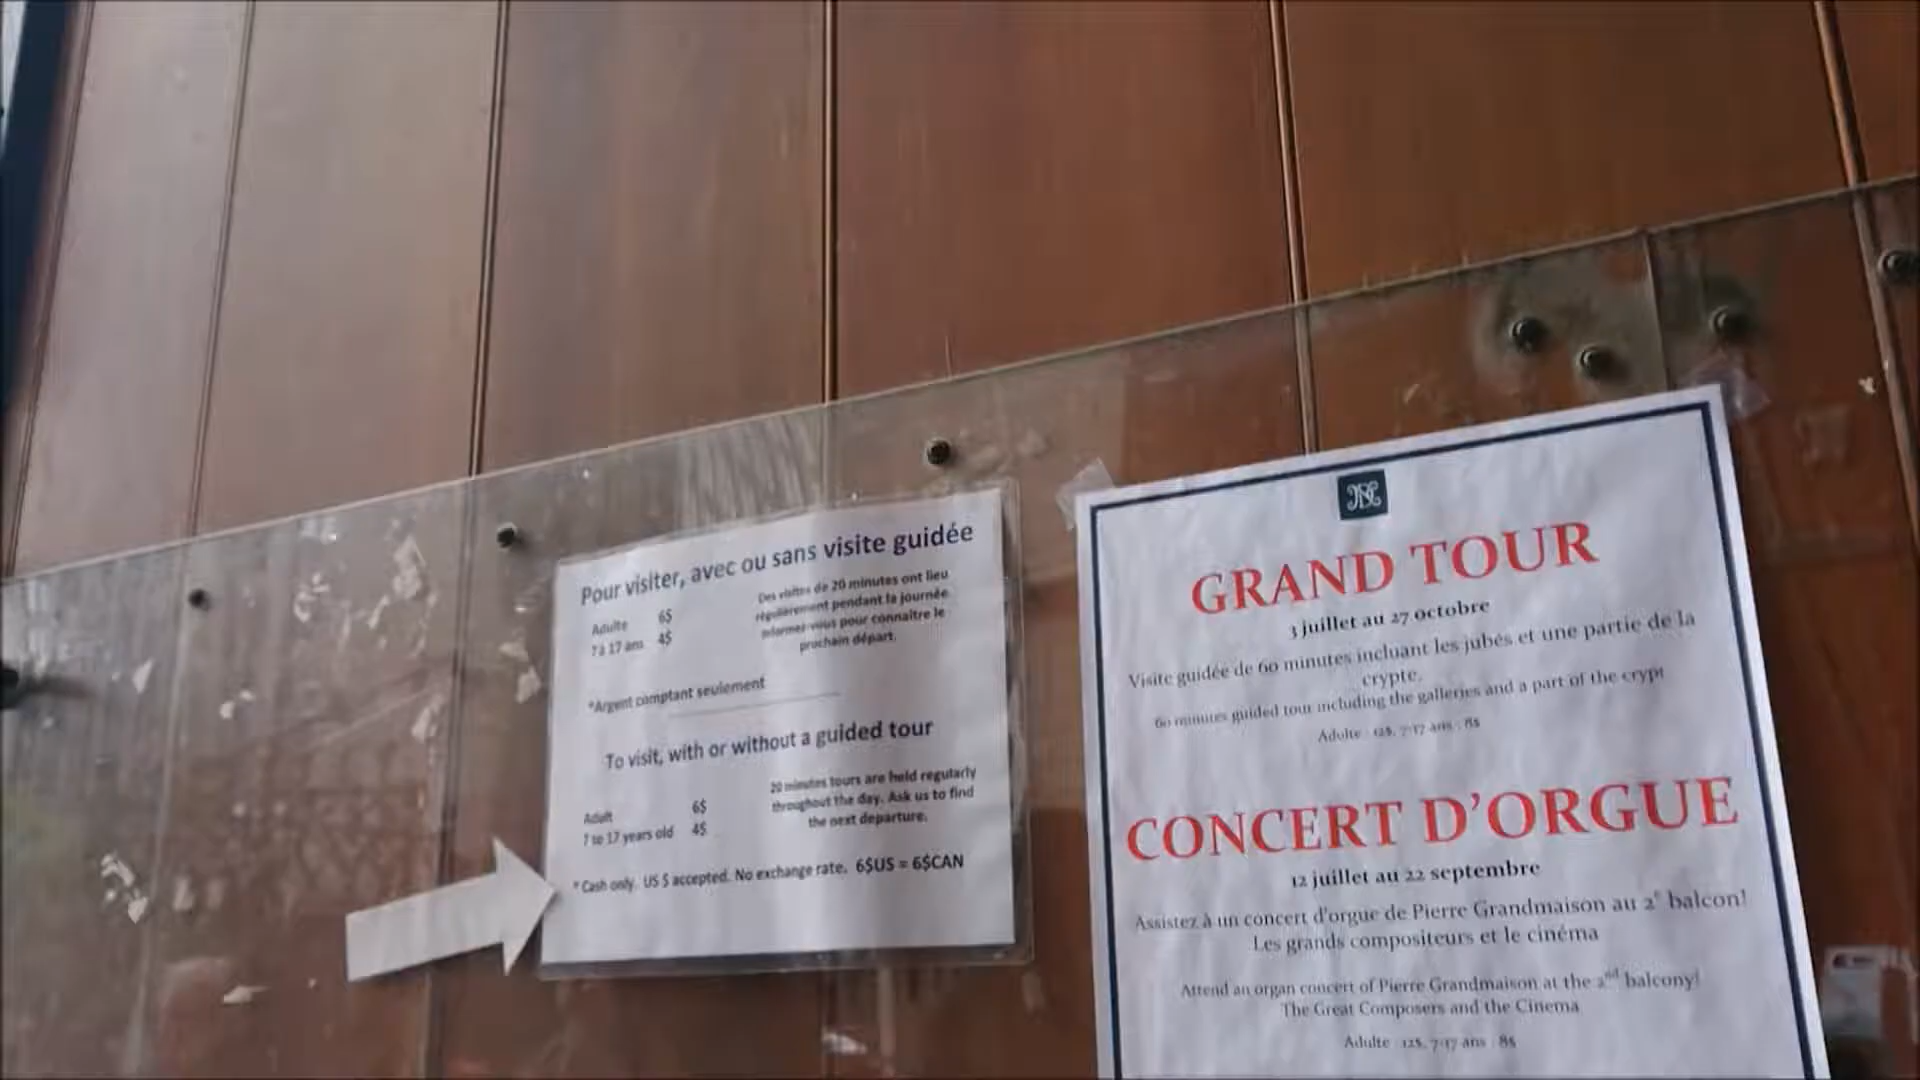 Pour visiter, avec ou sans visite guidée
Adulte 6$
7 à 17 ans 4$
Des visites de 20 minutes ont lieu
régulièrement pendant la journée.
Informez-vous pour connaître le
prochain départ.
*Argent comptant seulement
To visit, with or without a guided tour
Adult 6$
7 to 17 years old 4$
20 minutes tours are held regularly
throughout the day. Ask us to find
the next departure.
* Cash only. US $ accepted. No exchange rate. 6$US = 6$CAN
GRAND TOUR
3 juillet au 27 octobre
Visite guidée de 60 minutes incluant les jubés et une partie de la
crypte.
60 minutes guided tour including the galleries and a part of the crypt
Adulte : 12$, 7-17 ans : 8$
CONCERT D'ORGUE
12 juillet au 22 septembre
Assistez à un concert d'orgue de Pierre Grandmaison au 2e balcon!
Les grands compositeurs et le cinéma
Attend an organ concert of Pierre Grandmaison at the 2nd balcony!
The Great Composers and the Cinema
Adulte : 12$, 7-17 ans : 8$